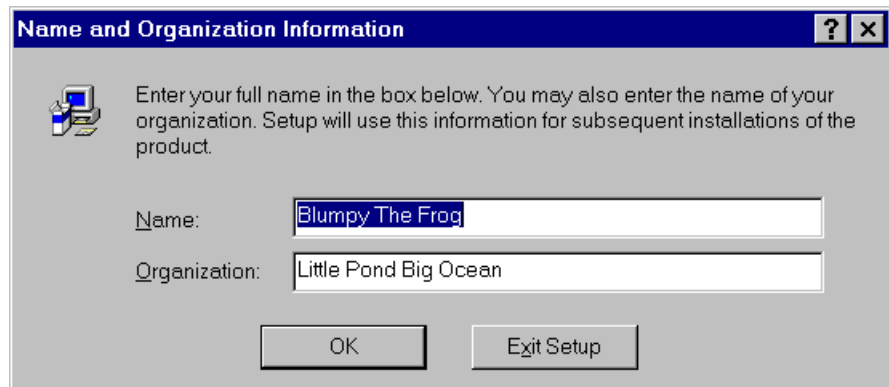 Name and Organization Information ? ×
Enter your full name in the box below. You may also enter the name of your
organization. Setup will use this information for subsequent installations of the
product.
Name: Blumpy The Frog
Organization: Little Pond Big Ocean
OK Exit Setup